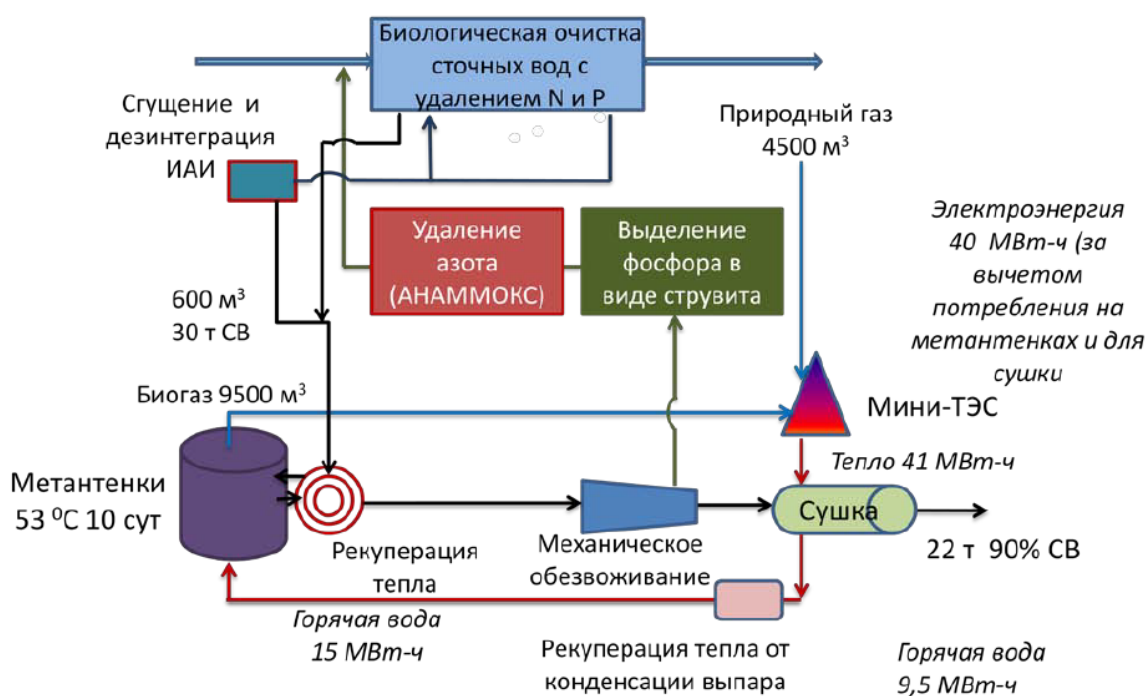 Биологическая очистка
сточных вод с
удалением N и P
Сгущение и
дезинтеграция
ИАИ
Природный газ
4500 м³
Электроэнергия
40 МВт-ч (за
вычетом
потребления на
метантенках и для
сушки
Удаление
азота
(АНАММОКС)
Выделение
фосфора в
виде струвита
600 м³
30 т СВ
Биогаз 9500 м³
Мини-ТЭС
Тепло 41 МВт-ч
Метантенки
53 ⁰С 10 сут
Сушка
22 т 90% СВ
Рекуперация
тепла
Механическое
обезвоживание
Горячая вода
15 МВт-ч
Рекуперация тепла от
конденсации выпара
Горячая вода
9,5 МВт-ч